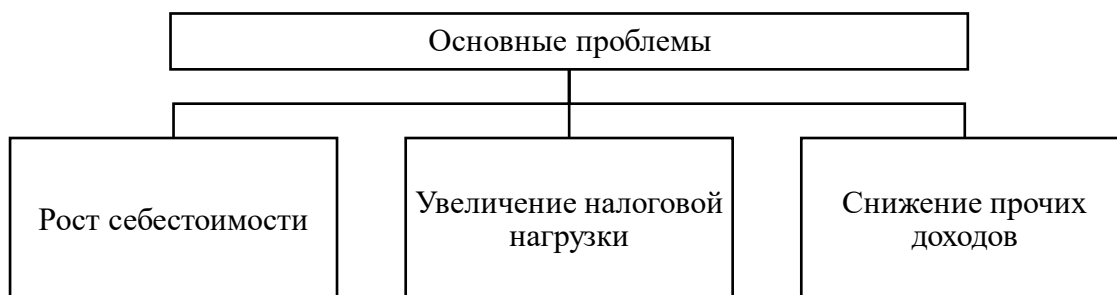 Основные проблемы
Рост себестоимости
Увеличение налоговой
нагрузки
Снижение прочих
доходов